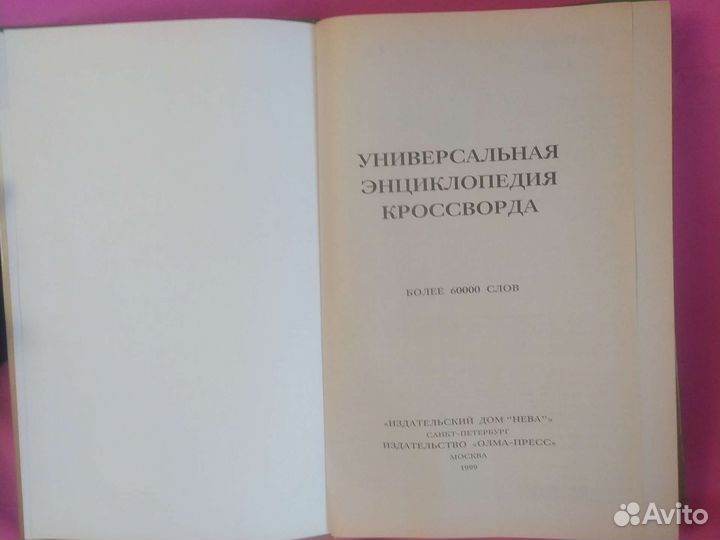 УНИВЕРСАЛЬНАЯ
ЭНЦИКЛОПЕДИЯ
КРОССВОРДА
БОЛЕЕ 60000 СЛОВ
«ИЗДАТЕЛЬСКИЙ ДОМ "НЕВА"»
САНКТ-ПЕТЕРБУРГ
ИЗДАТЕЛЬСТВО «ОЛМА-ПРЕСС»
МОСКВА
1999
Avito